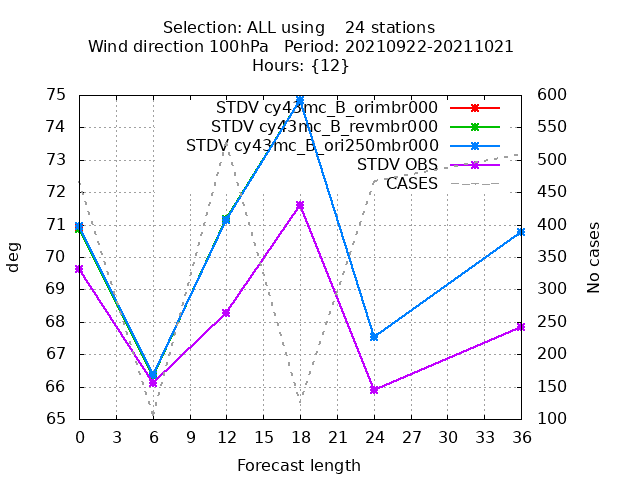 Selection: ALL using    24 stations
Wind direction 100hPa   Period: 20210922-20211021
Hours: {12}
STDV cy43mc_B_orimbr000
STDV cy43mc_B_revmbr000
STDV cy43mc_B_ori250mbr000
STDV OBS
CASES
75
74
73
72
71
70
69
68
67
66
65
deg
600
550
500
450
400
350
300
250
200
150
100
No cases
0 3 6 9 12 15 18 21 24 27 30 33 36
Forecast length